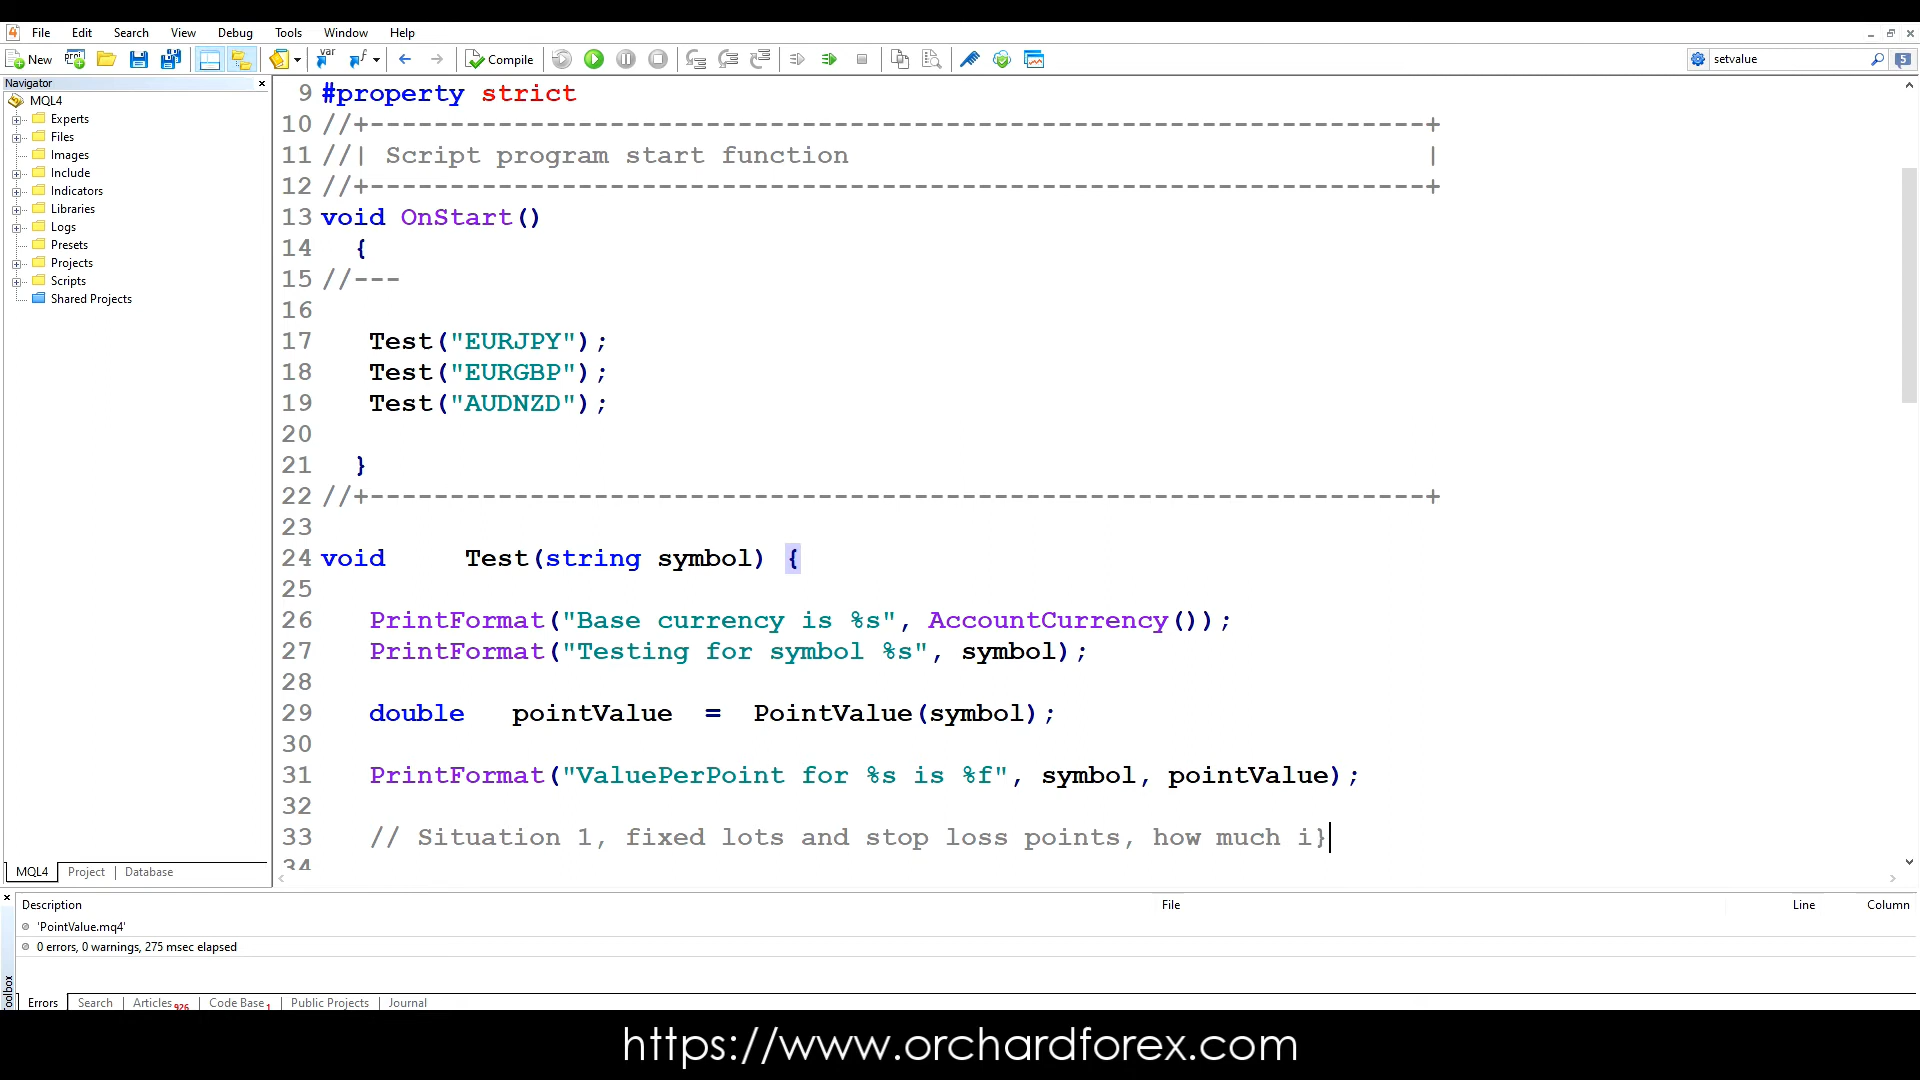 File Edit Search View Debug Tools Window Help
New Compile setvalue 5
Navigator
MQL4
Experts
Files
Images
Include
Indicators
Libraries
Logs
Presets
Projects
Scripts
Shared Projects
MQL4 Project Database
9 #property strict
10 //+------------------------------------------------------------------+
11 //| Script program start function |
12 //+------------------------------------------------------------------+
13 void OnStart()
14 {
15 //---
16
17 Test("EURJPY");
18 Test("EURGBP");
19 Test("AUDNZD");
20
21 }
22 //+------------------------------------------------------------------+
23
24 void Test(string symbol) {
25
26 PrintFormat("Base currency is %s", AccountCurrency());
27 PrintFormat("Testing for symbol %s", symbol);
28
29 double pointValue = PointValue(symbol);
30
31 PrintFormat("ValuePerPoint for %s is %f", symbol, pointValue);
32
33 // Situation 1, fixed lots and stop loss points, how much i}
34
Description File Line Column
'PointValue.mq4'
0 errors, 0 warnings, 275 msec elapsed
Errors Search Articles 926 Code Base 1 Public Projects Journal
https://www.orchardforex.com